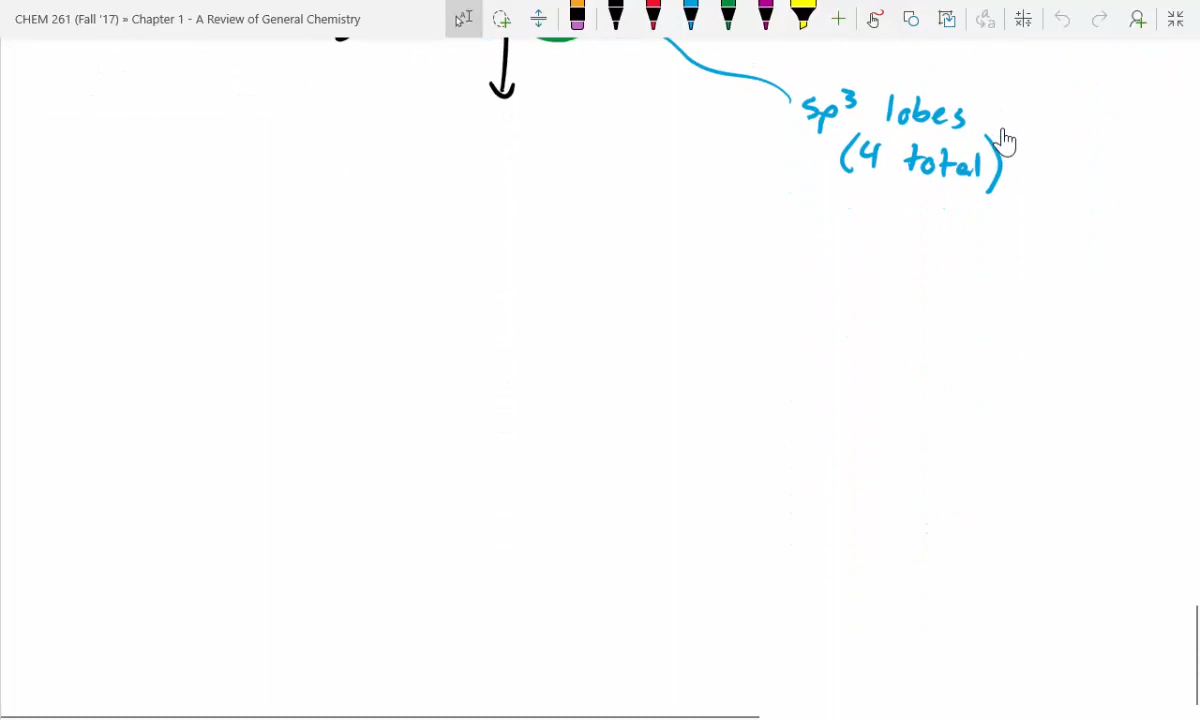 CHEM 261 (Fall '17) » Chapter 1 - A Review of General Chemistry
sp³ lobes
(4 total)